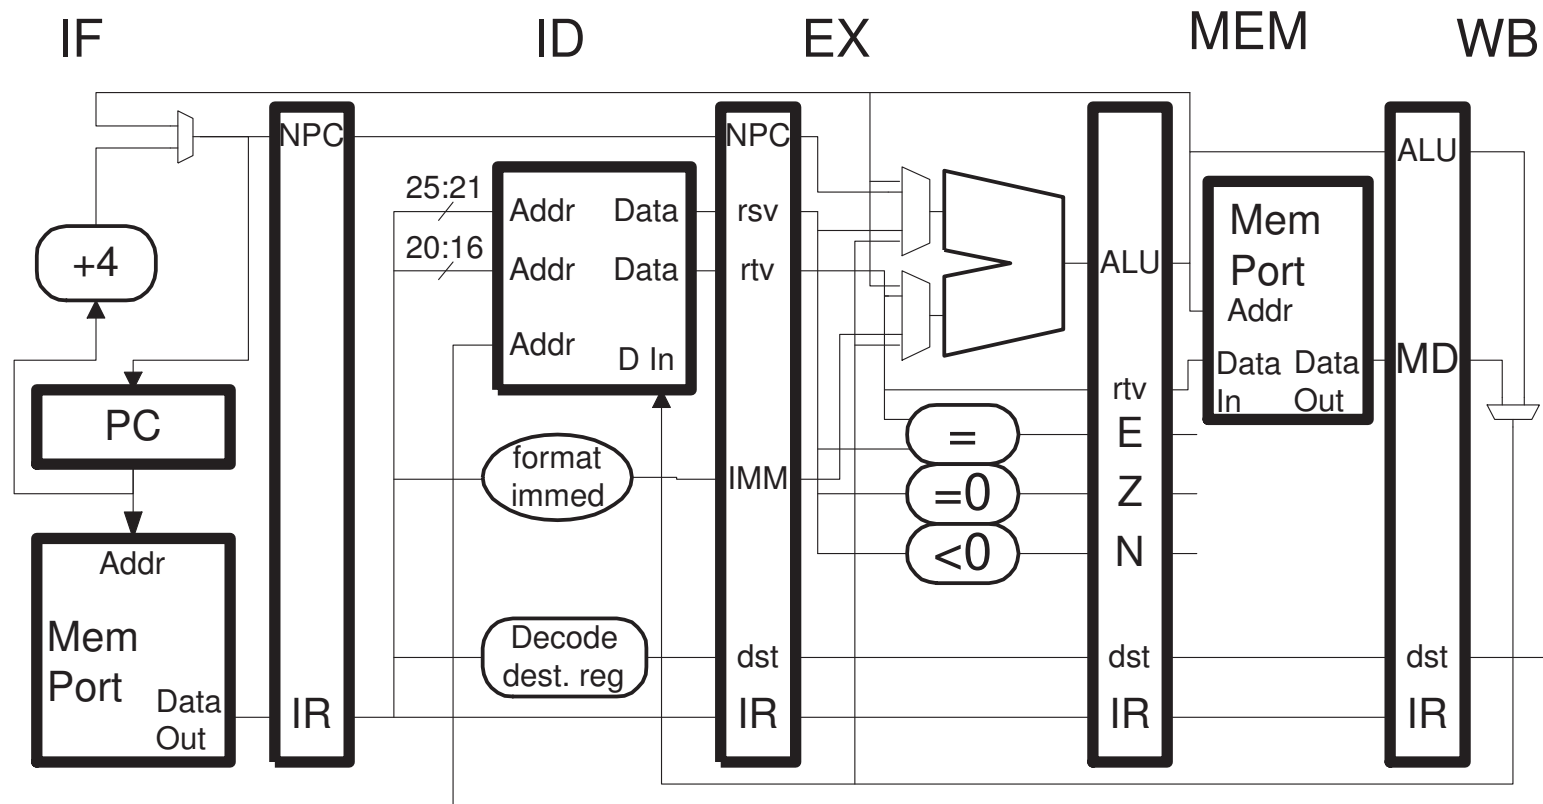 IF
ID
EX
MEM
WB
NPC
NPC
ALU
25:21
20:16
Addr
Data
Addr
Data
Addr
D In
rsv
rtv
ALU
Mem
Port
Addr
Data
In
Data
Out
MD
+4
PC
rtv
format
immed
IMM
=
E
=0
Z
<0
N
Addr
Mem
Port
Data
Out
Decode
dest. reg
dst
dst
dst
IR
IR
IR
IR